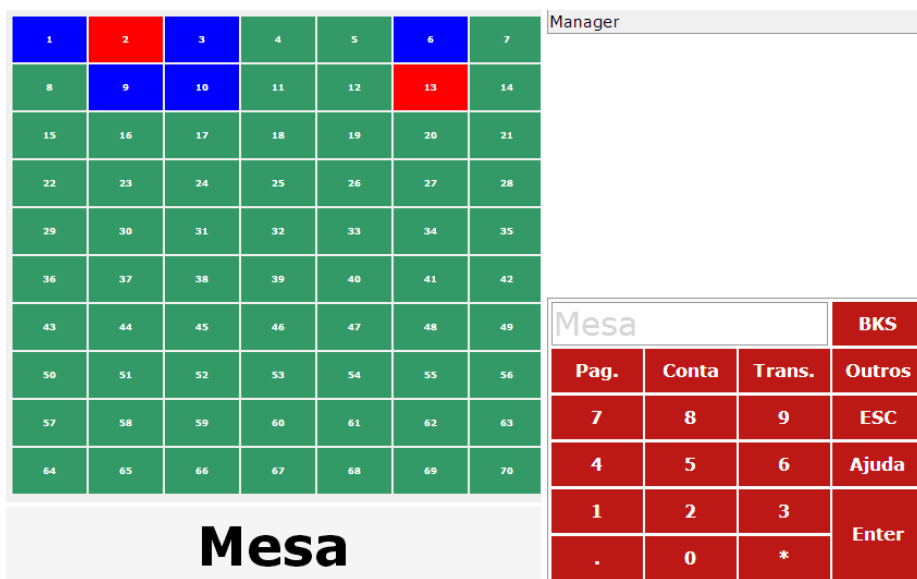 1 2 3 4 5 6 7
8 9 10 11 12 13 14
15 16 17 18 19 20 21
22 23 24 25 26 27 28
29 30 31 32 33 34 35
36 37 38 39 40 41 42
43 44 45 46 47 48 49
50 51 52 53 54 55 56
57 58 59 60 61 62 63
64 65 66 67 68 69 70
Mesa
Manager
Mesa BKS
Pag. Conta Trans. Outros
7 8 9 ESC
4 5 6 Ajuda
1 2 3 Enter
. 0 *